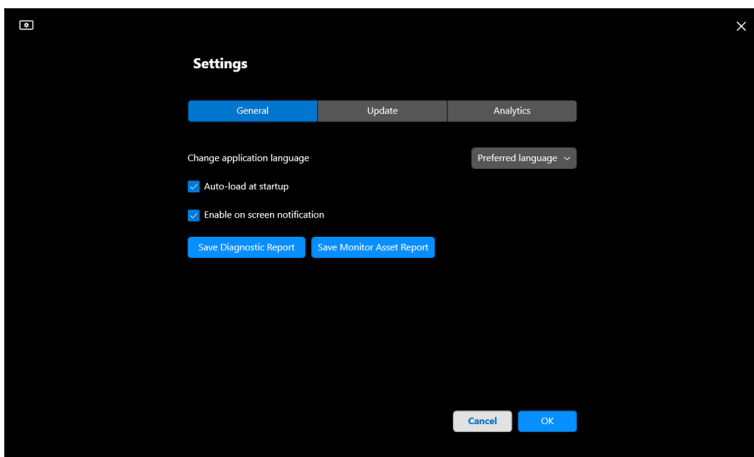 Settings
General Update Analytics
Change application language Preferred language
Auto-load at startup
Enable on screen notification
Save Diagnostic Report Save Monitor Asset Report
Cancel OK